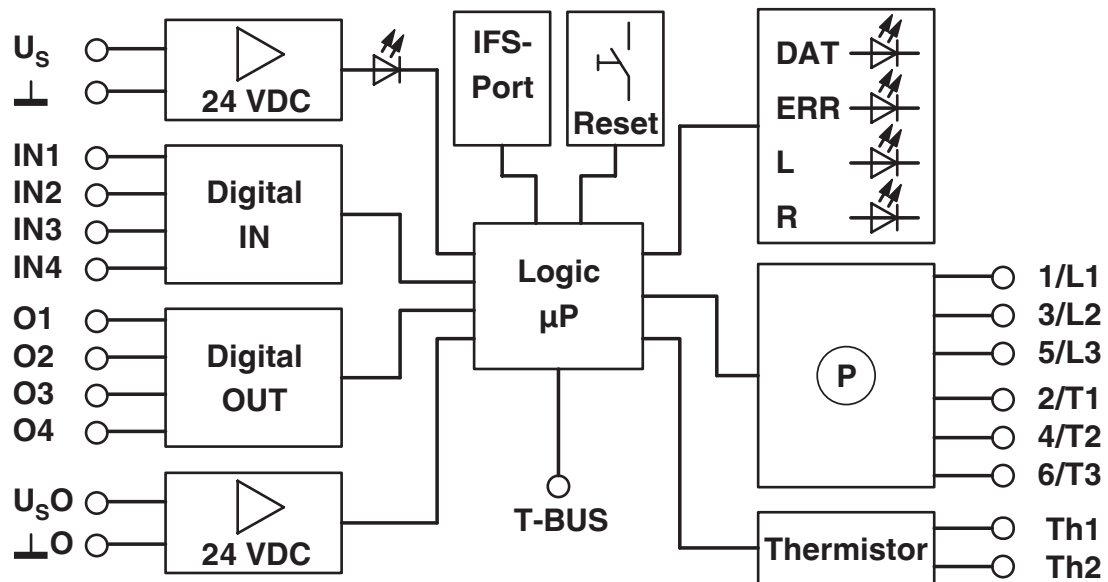 U_S
24 VDC
IN1
IN2
IN3
IN4
Digital
IN
O1
O2
O3
O4
Digital
OUT
U_SO
O
24 VDC
IFS-
Port
Reset
Logic
µP
T-BUS
DAT
ERR
L
R
P
1/L1
3/L2
5/L3
2/T1
4/T2
6/T3
Thermistor
Th1
Th2